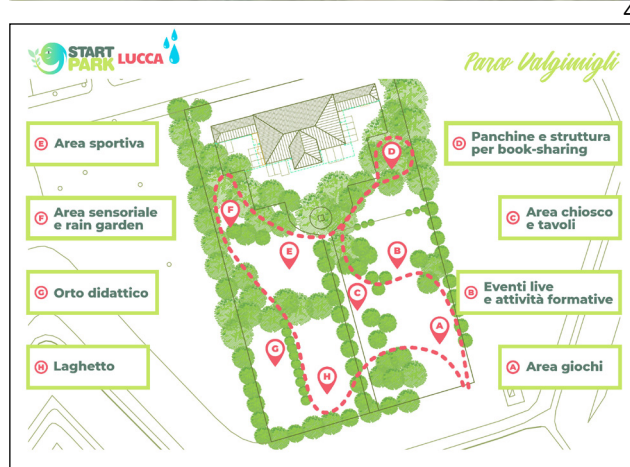 4
START
PARK LUCCA
Parco Valgimigli
E Area sportiva
F Area sensoriale
e rain garden
G Orto didattico
H Laghetto
D Panchine e struttura
per book-sharing
C Area chiosco
e tavoli
B Eventi live
e attività formative
A Area giochi
D
F
E
B
C
A
G
H